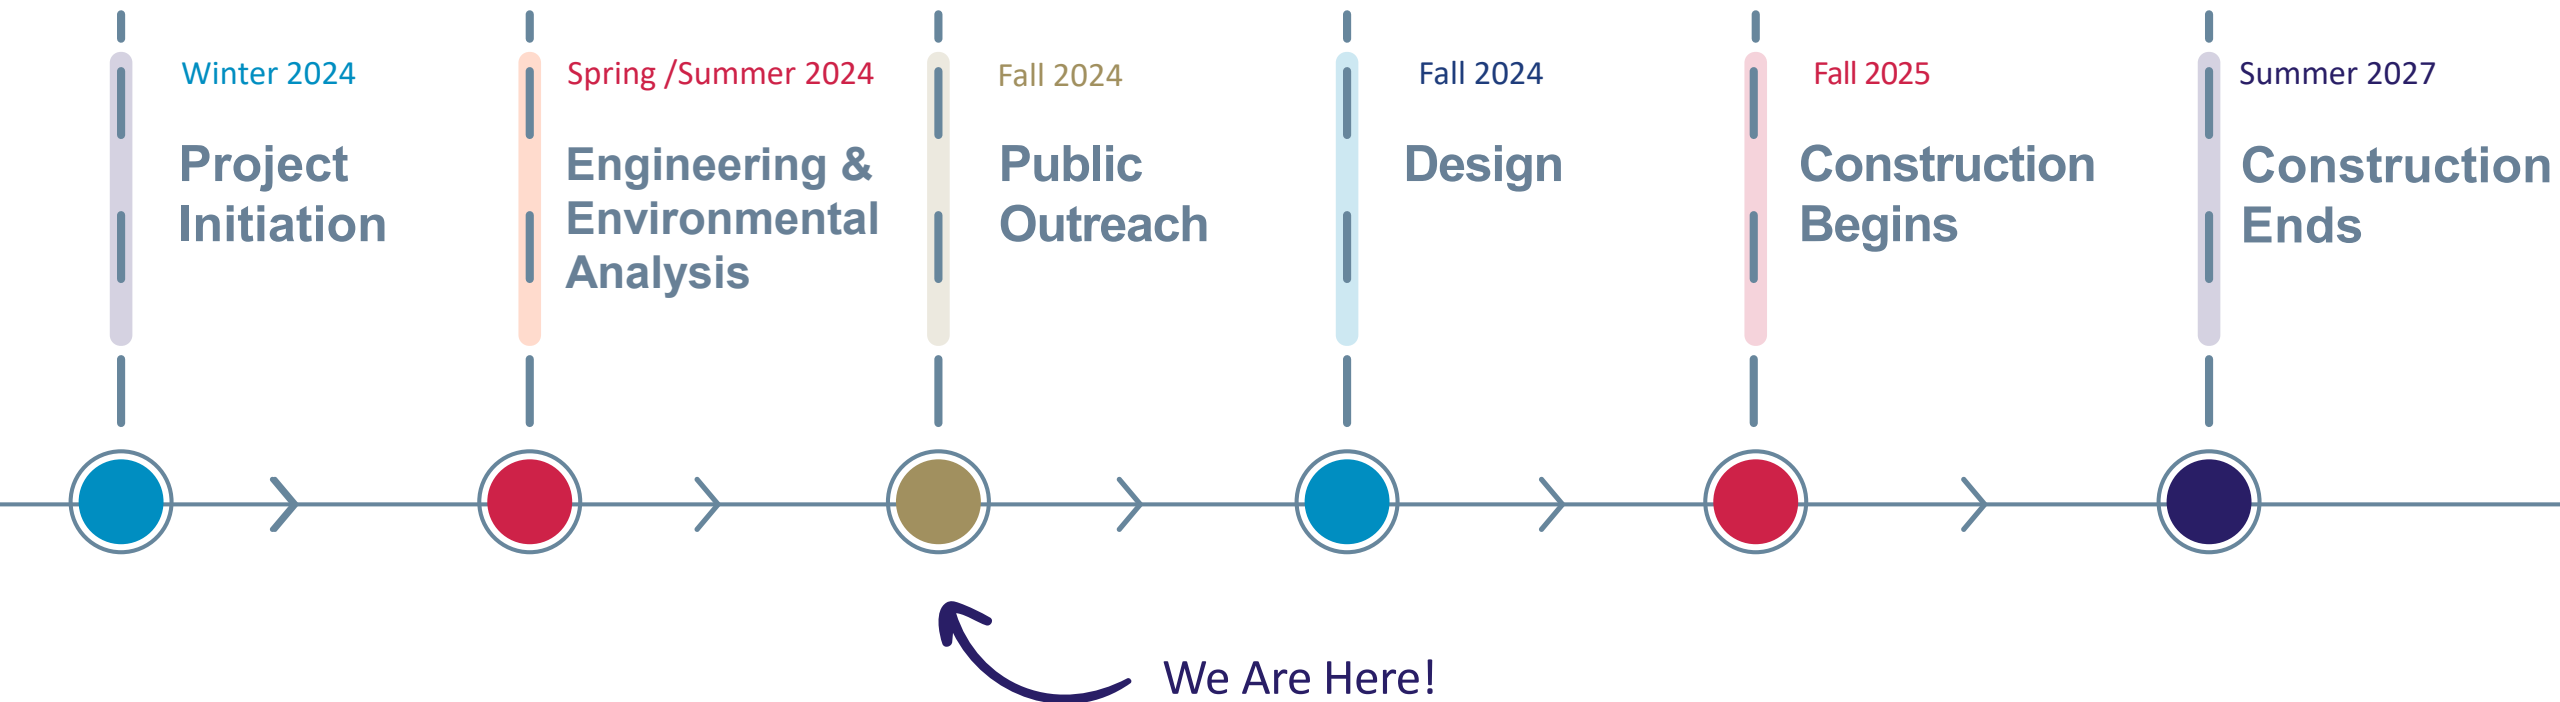 Winter 2024
Project
Initiation
Spring /Summer 2024
Engineering &
Environmental
Analysis
Fall 2024
Public
Outreach
Fall 2024
Design
Fall 2025
Construction
Begins
Summer 2027
Construction
Ends
We Are Here!